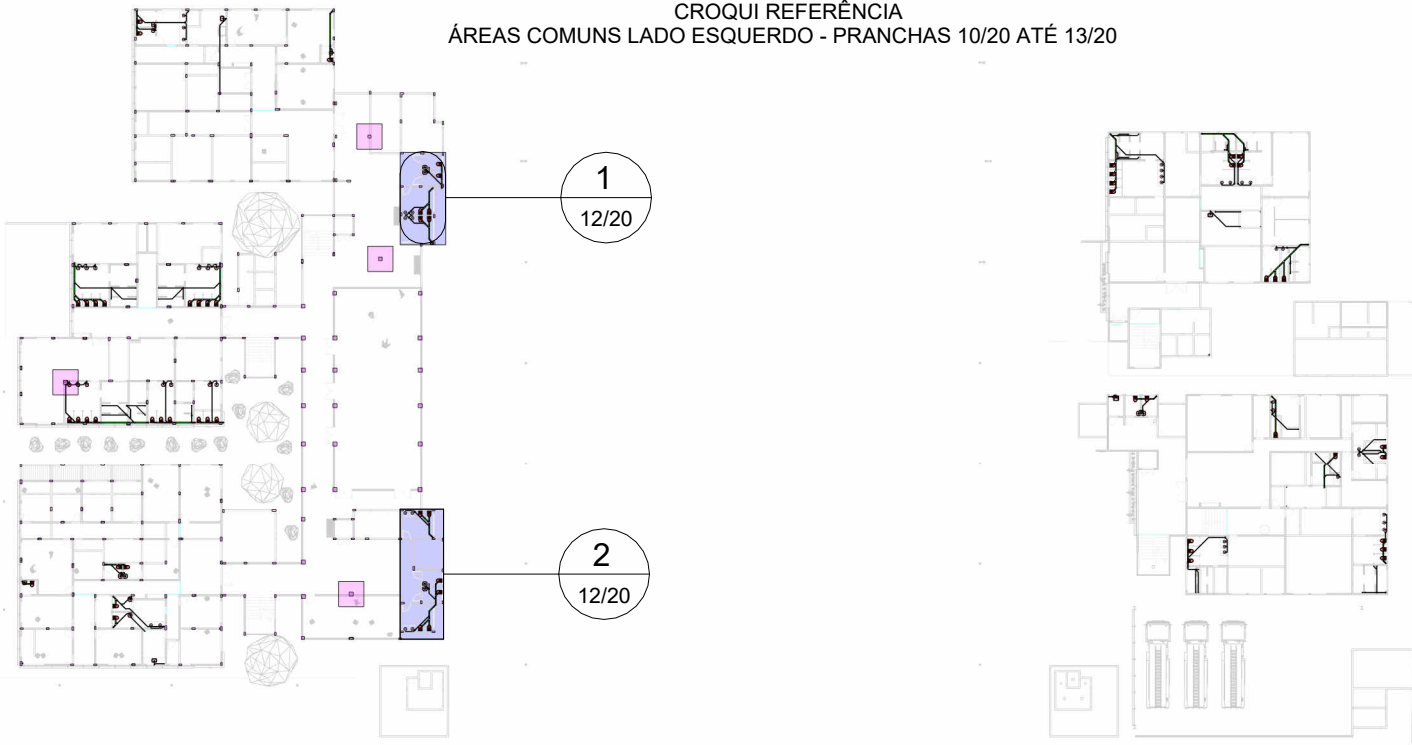 CROQUI REFERÊNCIA
ÁREAS COMUNS LADO ESQUERDO - PRANCHAS 10/20 ATÉ 13/20
1
12/20
2
12/20